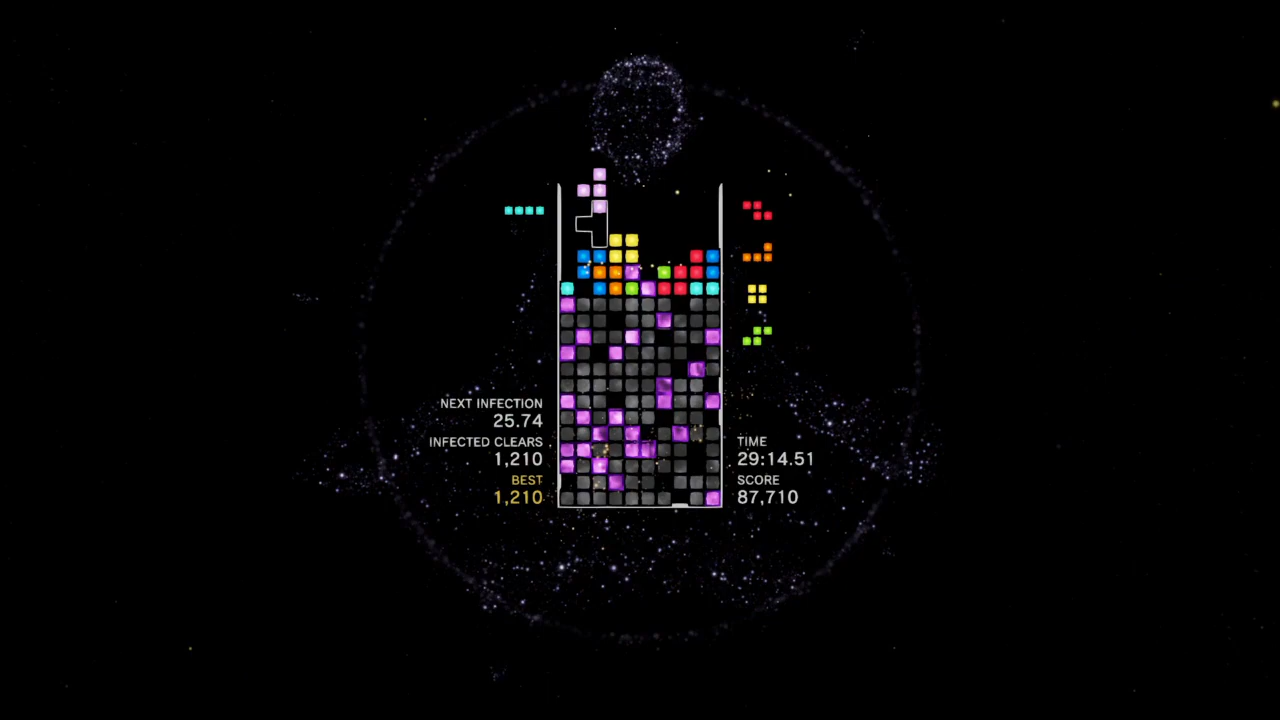 NEXT INFECTION
25.74
INFECTED CLEARS
1,210
BEST
1,210
TIME
29:14.51
SCORE
87,710